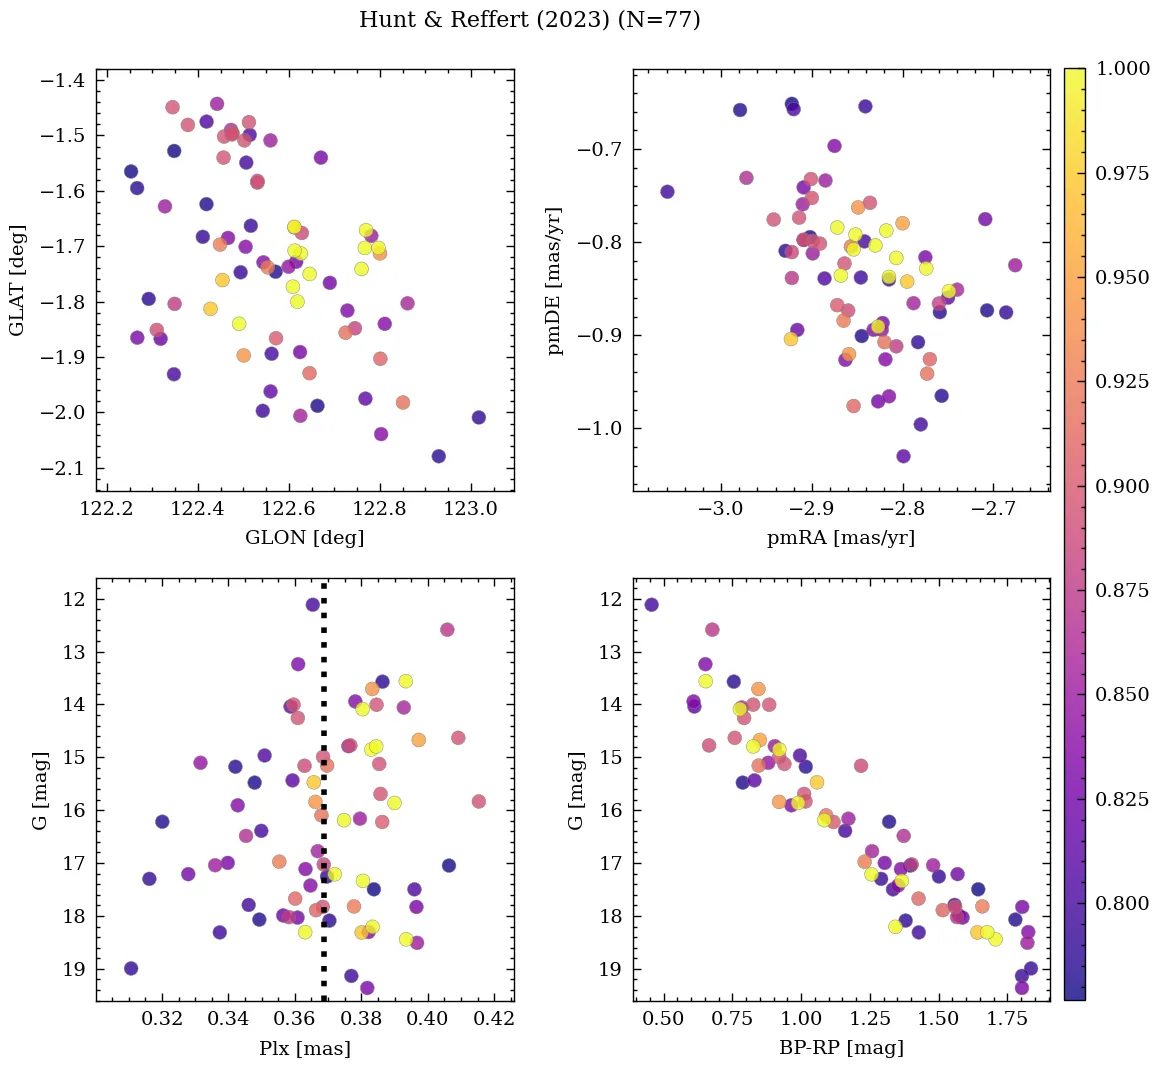 Hunt & Reffert (2023) (N=77)
−1.4
−1.5
−1.6
−1.7
−1.8
−1.9
−2.0
−2.1
GLAT [deg]
122.2 122.4 122.6 122.8 123.0
GLON [deg]
−0.7
−0.8
−0.9
−1.0
pmDE [mas/yr]
−3.0 −2.9 −2.8 −2.7
pmRA [mas/yr]
12
13
14
15
16
17
18
19
G [mag]
0.32 0.34 0.36 0.38 0.40 0.42
Plx [mas]
12
13
14
15
16
17
18
19
G [mag]
0.50 0.75 1.00 1.25 1.50 1.75
BP-RP [mag]
1.000
0.975
0.950
0.925
0.900
0.875
0.850
0.825
0.800